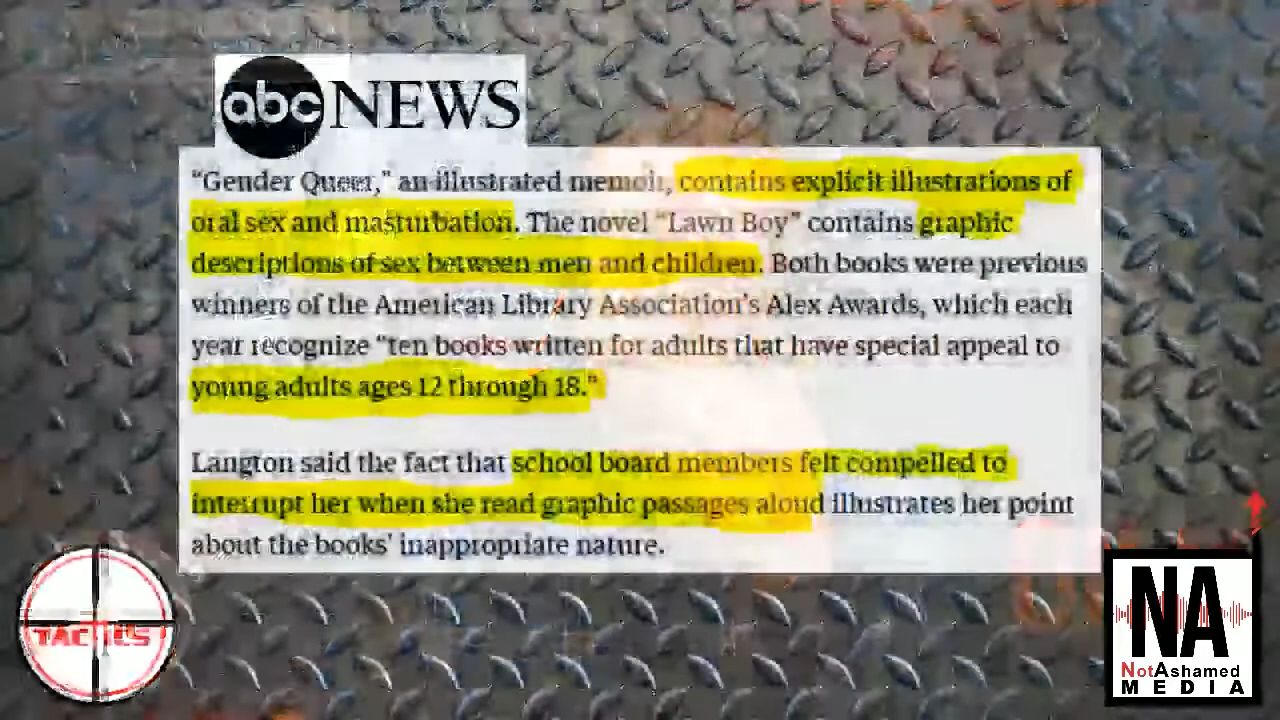 abc NEWS
“Gender Queer,” an illustrated memoir, contains explicit illustrations of
oral sex and masturbation. The novel “Lawn Boy” contains graphic
descriptions of sex between men and children. Both books were previous
winners of the American Library Association's Alex Awards, which each
year recognize “ten books written for adults that have special appeal to
young adults ages 12 through 18.”
Langton said the fact that school board members felt compelled to
interrupt her when she read graphic passages aloud illustrates her point
about the books' inappropriate nature.
TACTICS
NA
NotAshamed
MEDIA